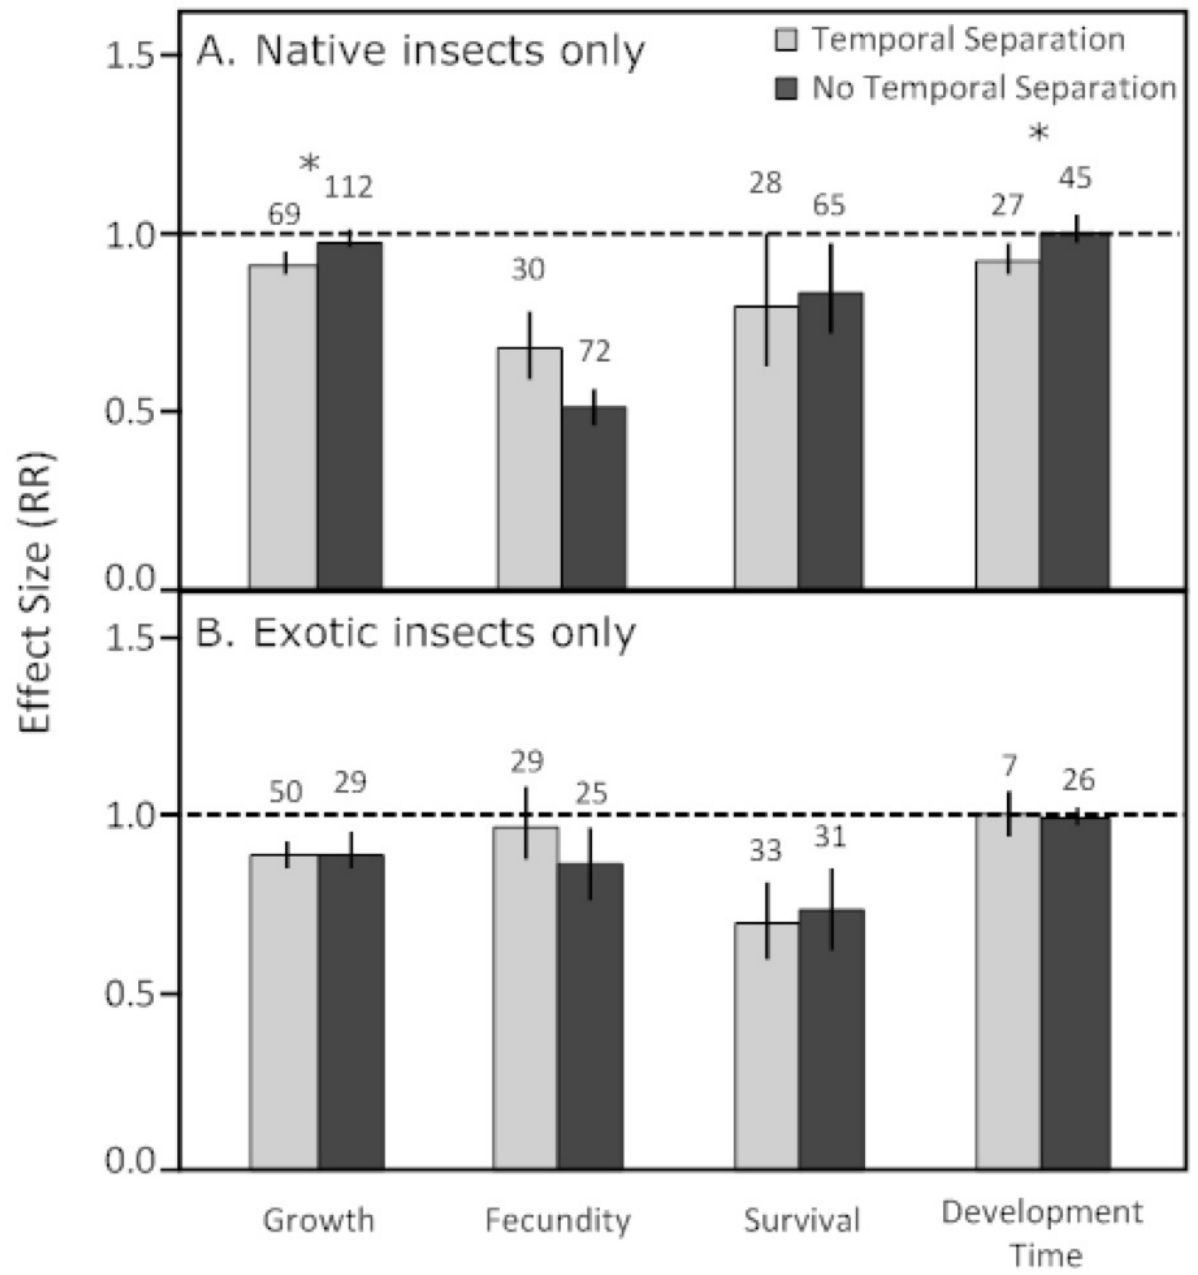 A. Native insects only
Temporal Separation
No Temporal Separation
1.5
1.0
0.5
0.0
*
*
69
112
30
72
28
65
27
45
Effect Size (RR)
B. Exotic insects only
1.5
1.0
0.5
0.0
50
29
29
25
33
31
7
26
Growth
Fecundity
Survival
Development
Time